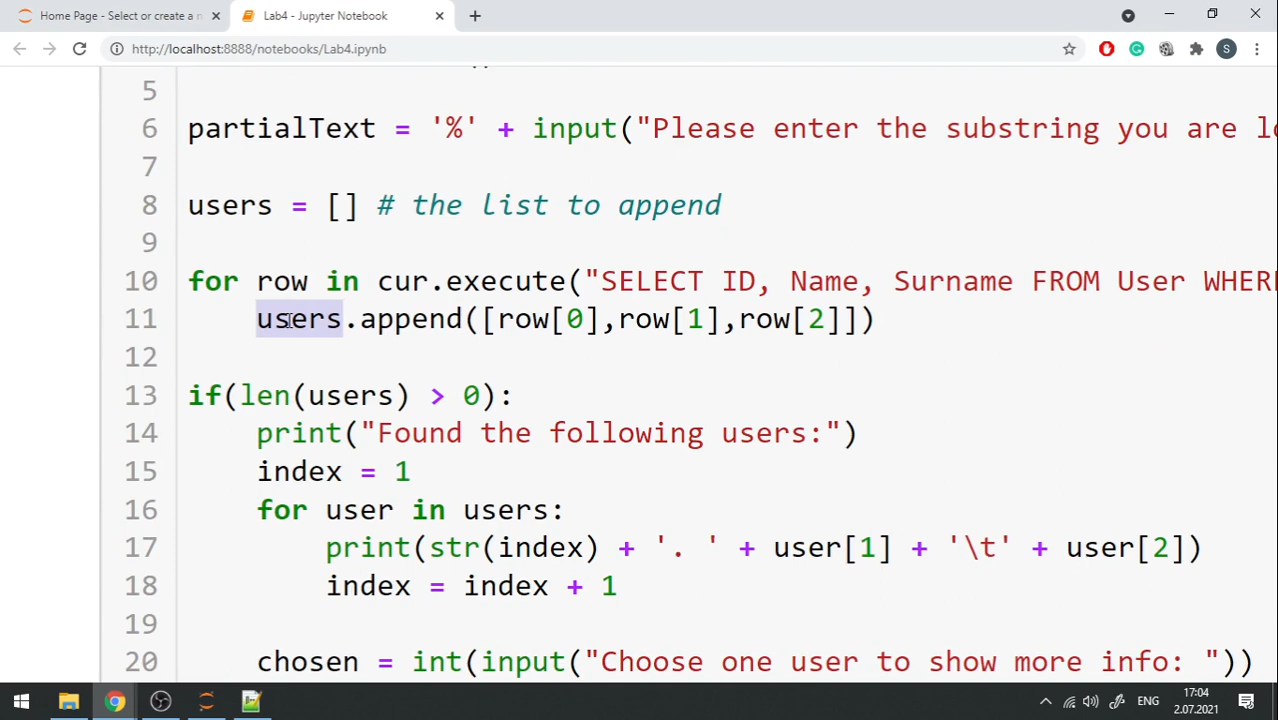 Home Page - Select or create a n
Lab4 - Jupyter Notebook
http://localhost:8888/notebooks/Lab4.ipynb
S
5
6 partialText = '%' + input("Please enter the substring you are lo
7
8 users = [] # the list to append
9
10 for row in cur.execute("SELECT ID, Name, Surname FROM User WHERE
11 users.append([row[0],row[1],row[2]])
12
13 if(len(users) > 0):
14 print("Found the following users:")
15 index = 1
16 for user in users:
17 print(str(index) + '. ' + user[1] + '\t' + user[2])
18 index = index + 1
19
20 chosen = int(input("Choose one user to show more info: "))
ENG
17:04
2.07.2021